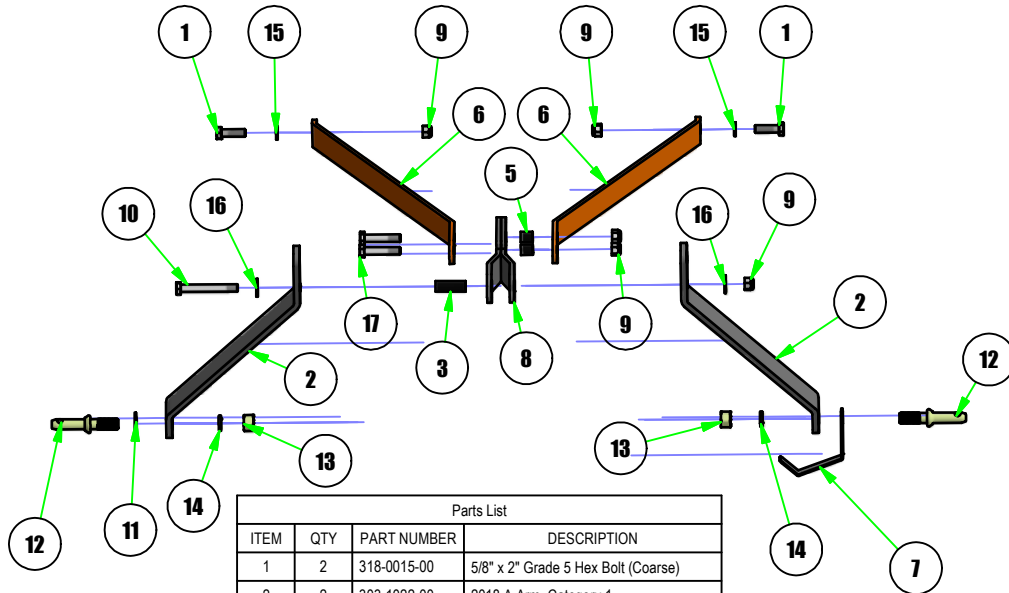 1 15 9 9 15 1
6 6
5
10 16 16 9
17 3 8 9
2 2
12
13 13
12 11 14 14 7
Parts List
ITEM QTY PART NUMBER DESCRIPTION
1 2 318-0015-00 5/8" x 2" Grade 5 Hex Bolt (Coarse)